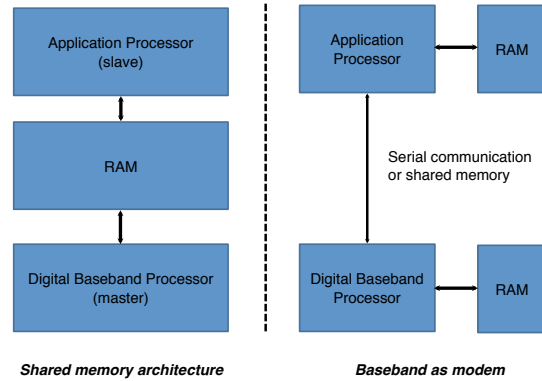 Application Processor
(slave)
RAM
Digital Baseband Processor
(master)
Shared memory architecture
Application
Processor
RAM
Serial communication
or shared memory
Digital Baseband
Processor
RAM
Baseband as modem